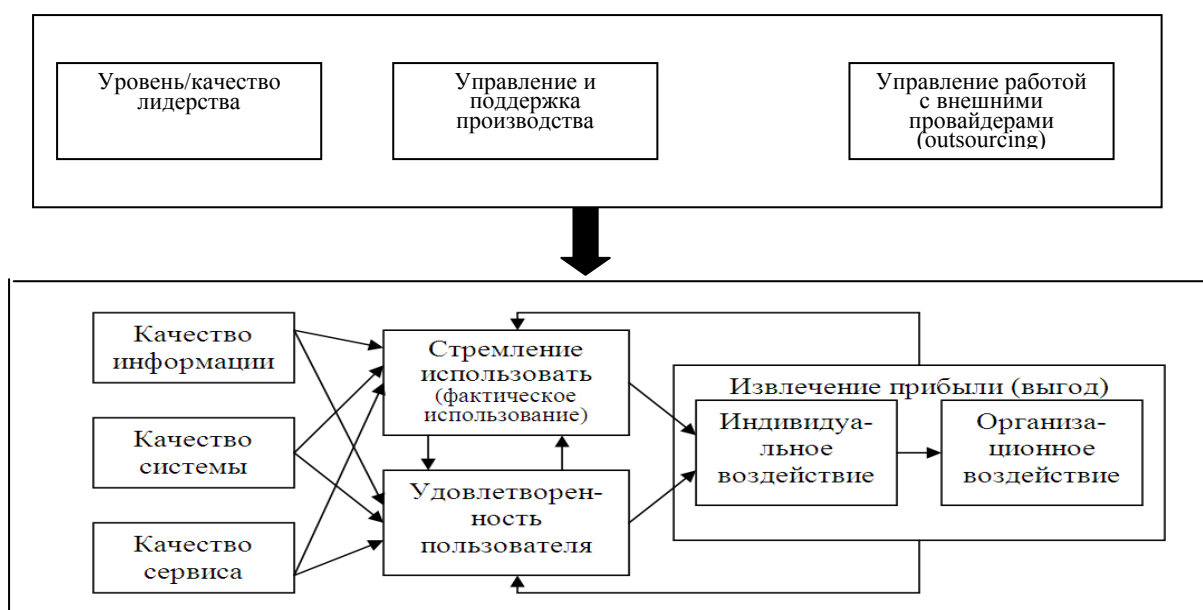 Уровень/качество
лидерства
Управление и
поддержка
производства
Управление работой
с внешними
провайдерами
(outsourcing)
Качество
информации
Качество
системы
Качество
сервиса
Стремление
использовать
(фактическое
использование)
Удовлетворен-
ность
пользователя
Извлечение прибыли (выгод)
Индивидуа-
льное
воздействие
Организа-
ционное
воздействие